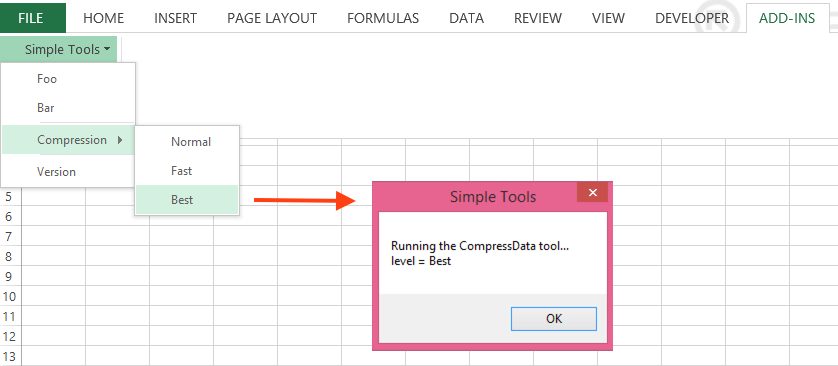 FILE HOME INSERT PAGE LAYOUT FORMULAS DATA REVIEW VIEW DEVELOPER ADD-INS
Simple Tools
Foo
Bar
Compression
Version
Normal
Fast
Best
Simple Tools
Running the CompressData tool...
level = Best
OK
5
6
7
8
9
10
11
12
13